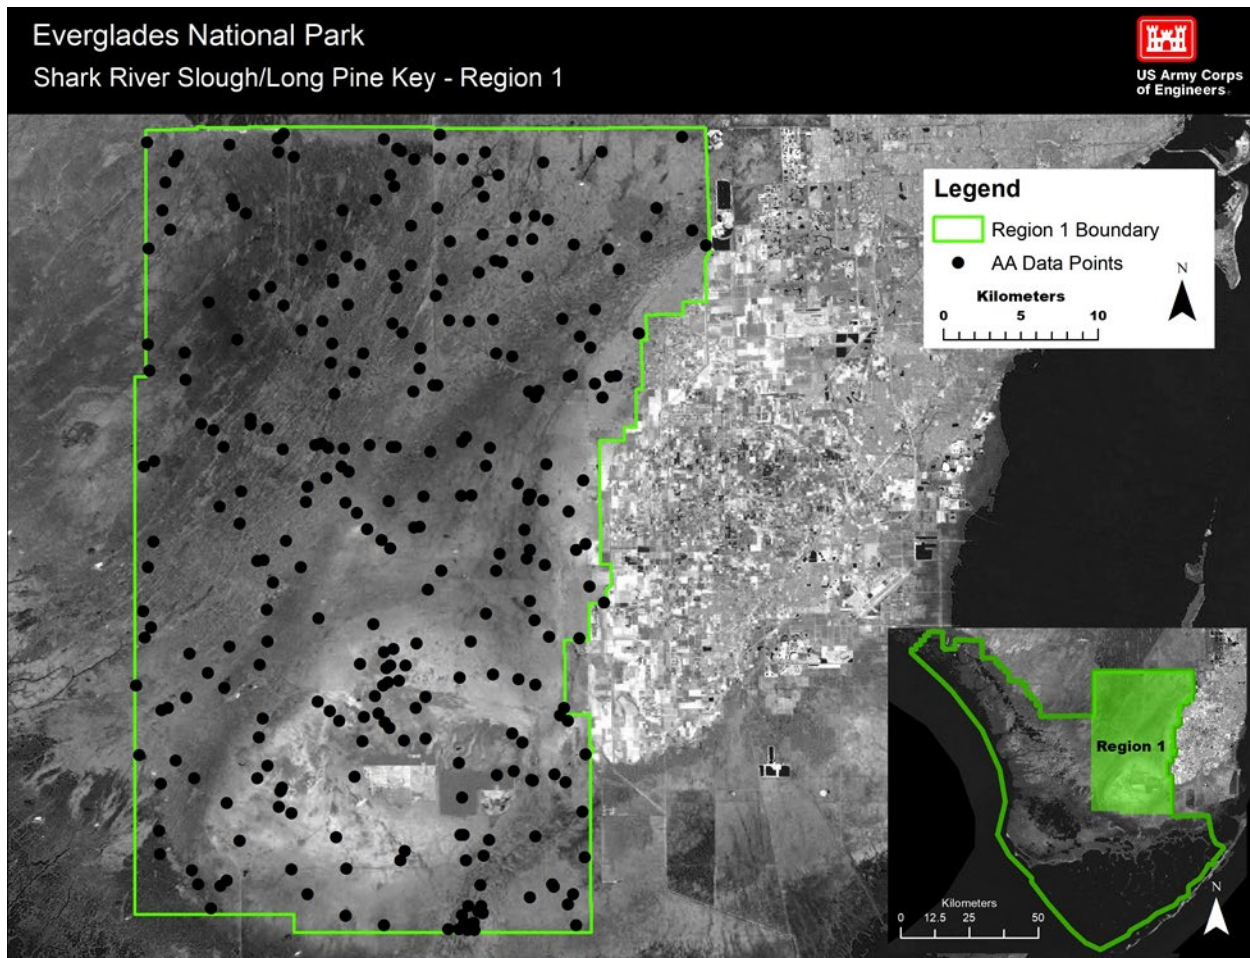 Everglades National Park
Shark River Slough/Long Pine Key - Region 1
US Army Corps
of Engineers
Legend
Region 1 Boundary
AA Data Points
Kilometers
N
0 5 10
Region 1
Kilometers
0 12.5 25 50
N